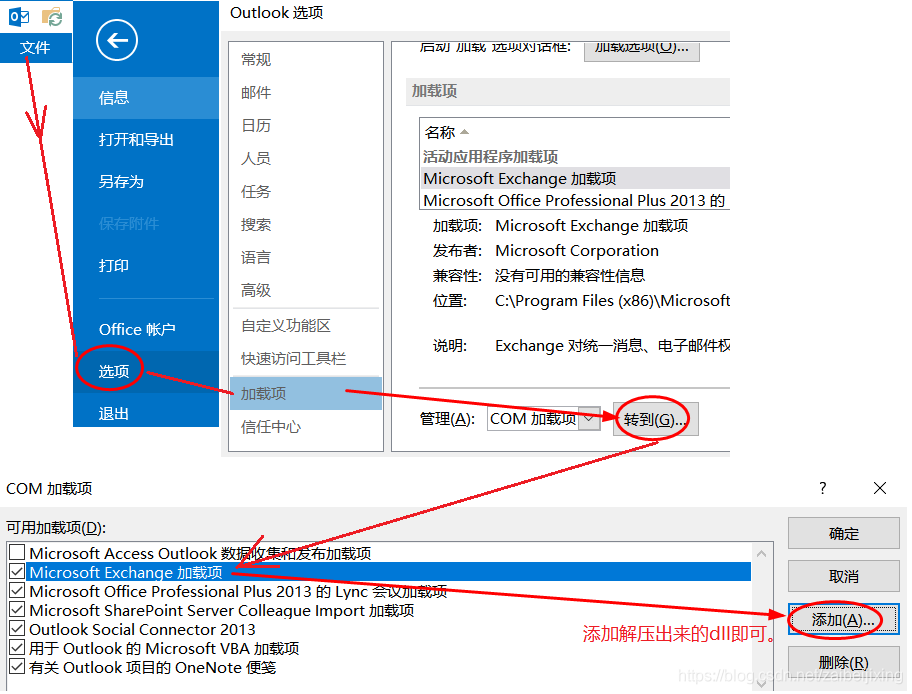 文件
信息
打开和导出
另存为
保存附件
打印
Office 帐户
选项
退出
Outlook 选项
常规
邮件
日历
人员
任务
搜索
语言
高级
自定义功能区
快速访问工具栏
加载项
信任中心
启动"加载"选项对话框: 加载选项(O)...
加载项
名称
活动应用程序加载项
Microsoft Exchange 加载项
Microsoft Office Professional Plus 2013 的
加载项: Microsoft Exchange 加载项
发布者: Microsoft Corporation
兼容性: 没有可用的兼容性信息
位置: C:\Program Files (x86)\Microsoft
说明: Exchange 对统一消息、电子邮件权
管理(A): COM 加载项 转到(G)...
COM 加载项
?
可用加载项(D):
Microsoft Access Outlook 数据收集和发布加载项
Microsoft Exchange 加载项
Microsoft Office Professional Plus 2013 的 Lync 会议加载项
Microsoft SharePoint Server Colleague Import 加载项
Outlook Social Connector 2013
用于 Outlook 的 Microsoft VBA 加载项
有关 Outlook 项目的 OneNote 便笺
确定
取消
添加(A)...
删除(R)
添加解压出来的dll即可。
https://blog.csdn.net/zaibeijixing